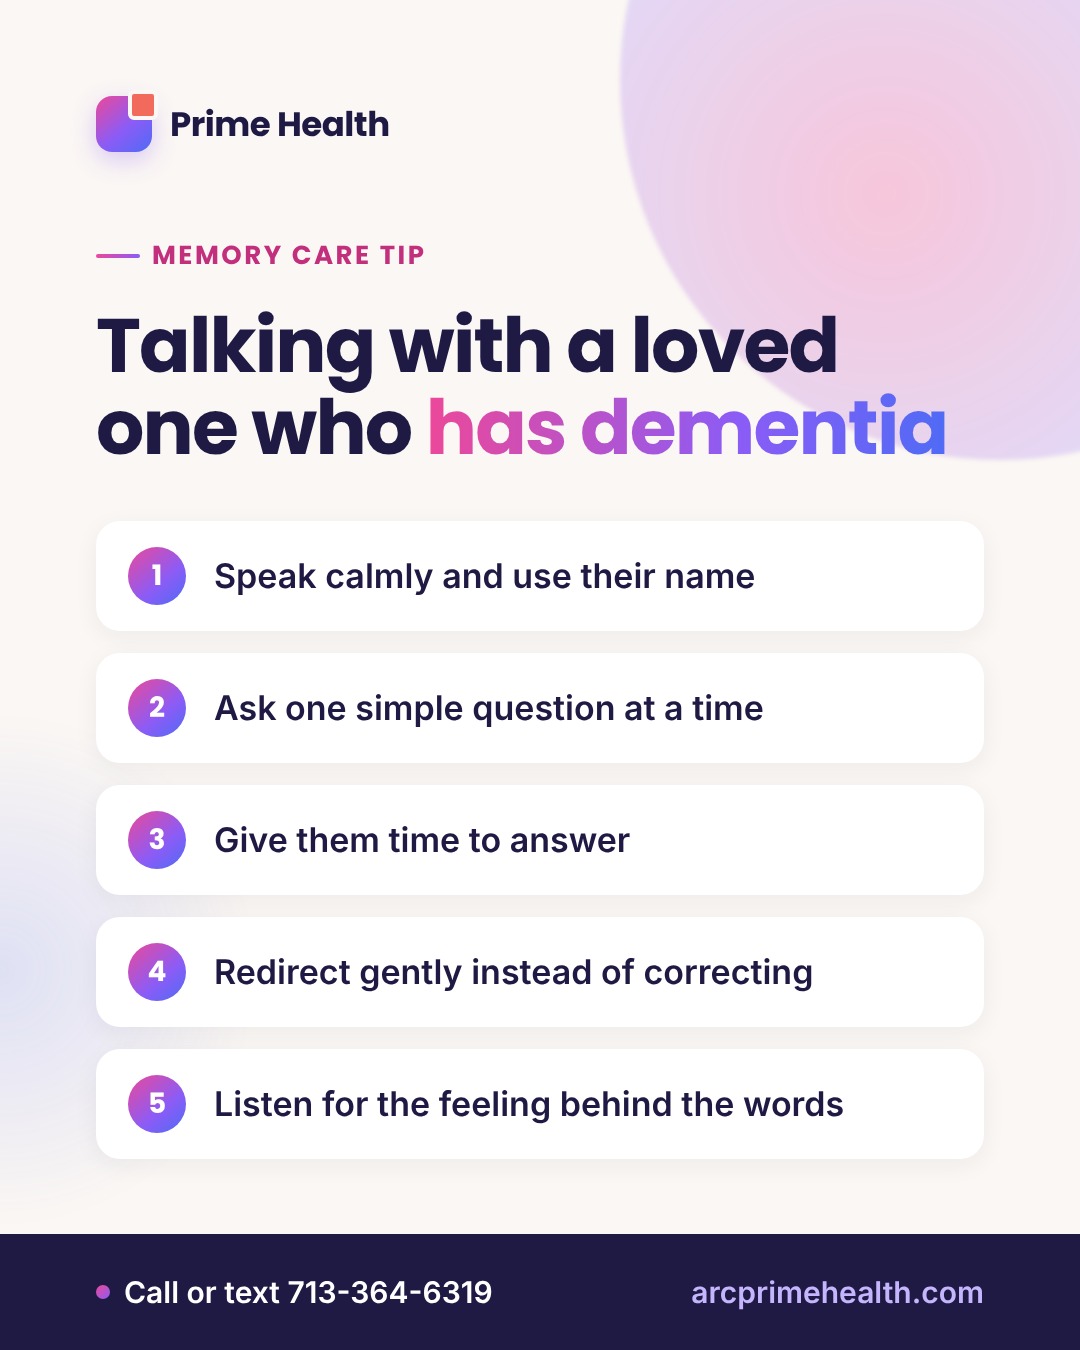 Prime Health
MEMORY CARE TIP
Talking with a loved
one who has dementia
1 Speak calmly and use their name
2 Ask one simple question at a time
3 Give them time to answer
4 Redirect gently instead of correcting
5 Listen for the feeling behind the words
Call or text 713-364-6319 arcprimehealth.com